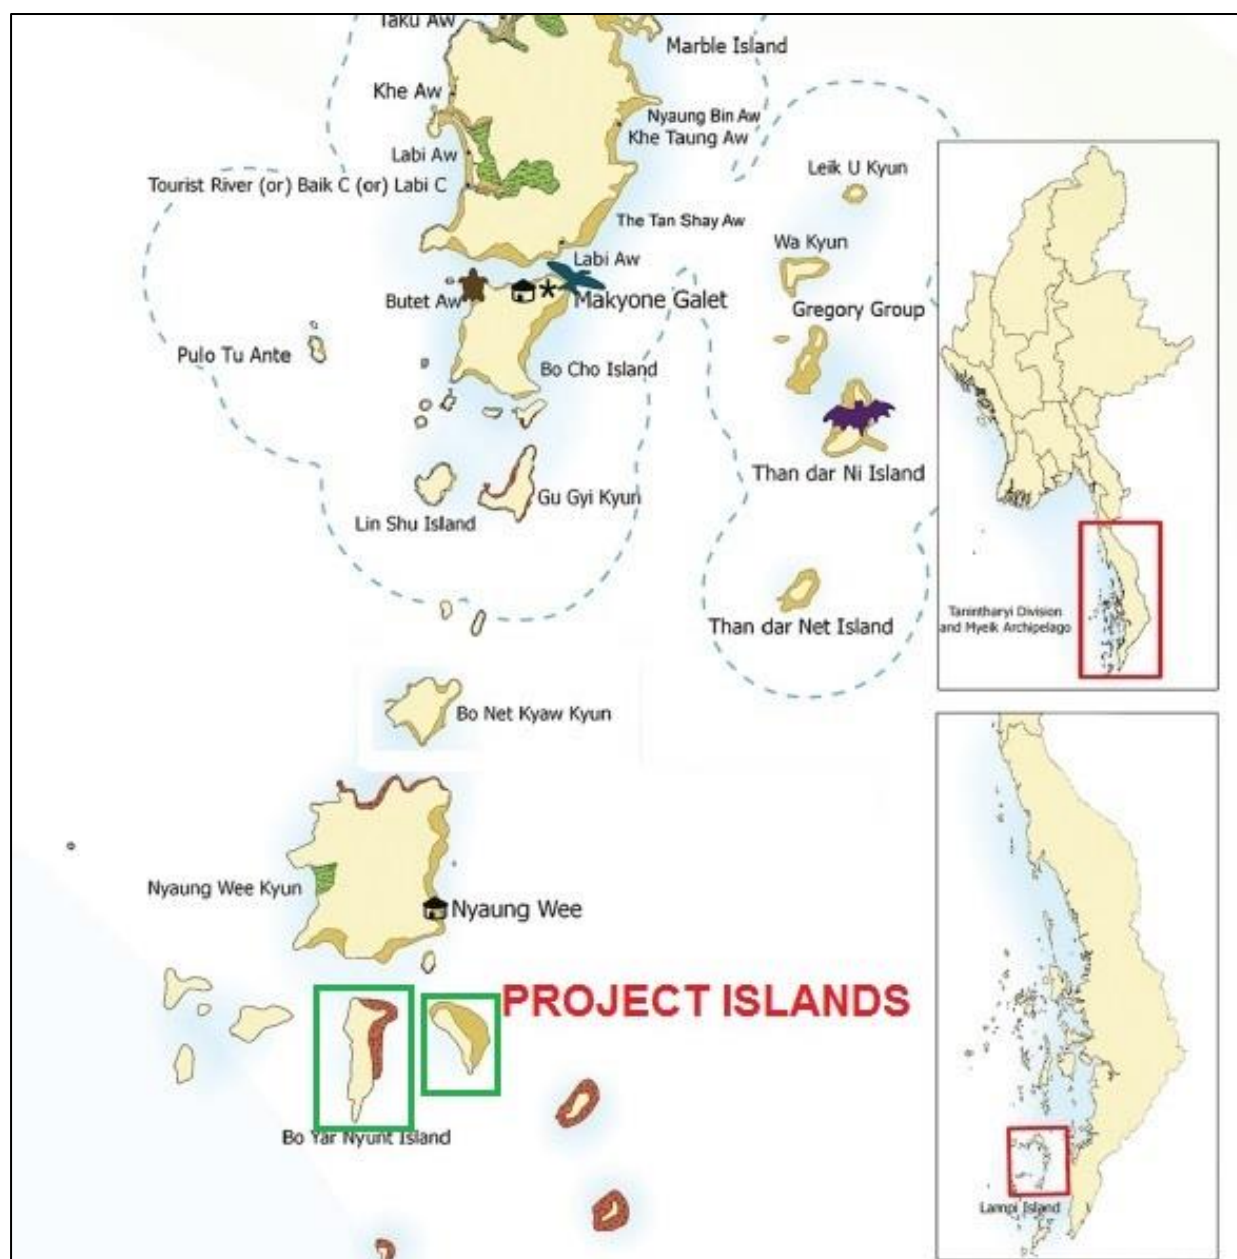 Taku Aw
Marble Island
Khe Aw
Nyaung Bin Aw
Khe Taung Aw
Labi Aw
Leik U Kyun
Tourist River (or) Baik C (or) Labi C
The Tan Shay Aw
Wa Kyun
Labi Aw
Butet Aw
Makyone Galet
Gregory Group
Pulo Tu Ante
Bo Cho Island
Than dar Ni Island
Gu Gyi Kyun
Lin Shu Island
Tanintharyi Division
and Myeik Archipelago
Than dar Net Island
Bo Net Kyaw Kyun
Nyaung Wee Kyun
Nyaung Wee
PROJECT ISLANDS
Bo Yar Nyunt Island
Lampi Island